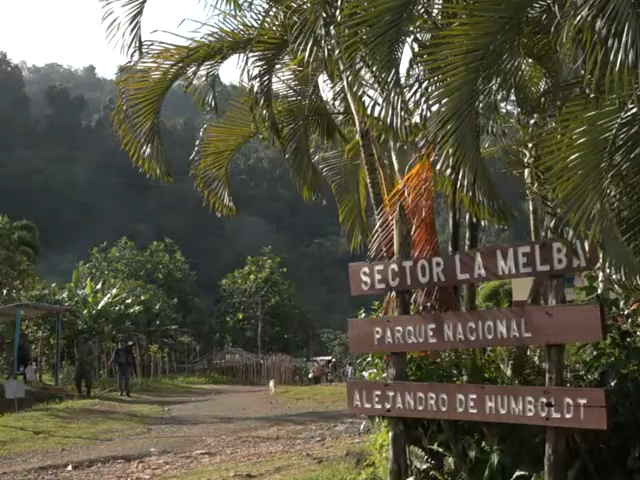 SECTOR LA MELBA
PARQUE NACIONAL
ALEJANDRO DE HUMBOLDT